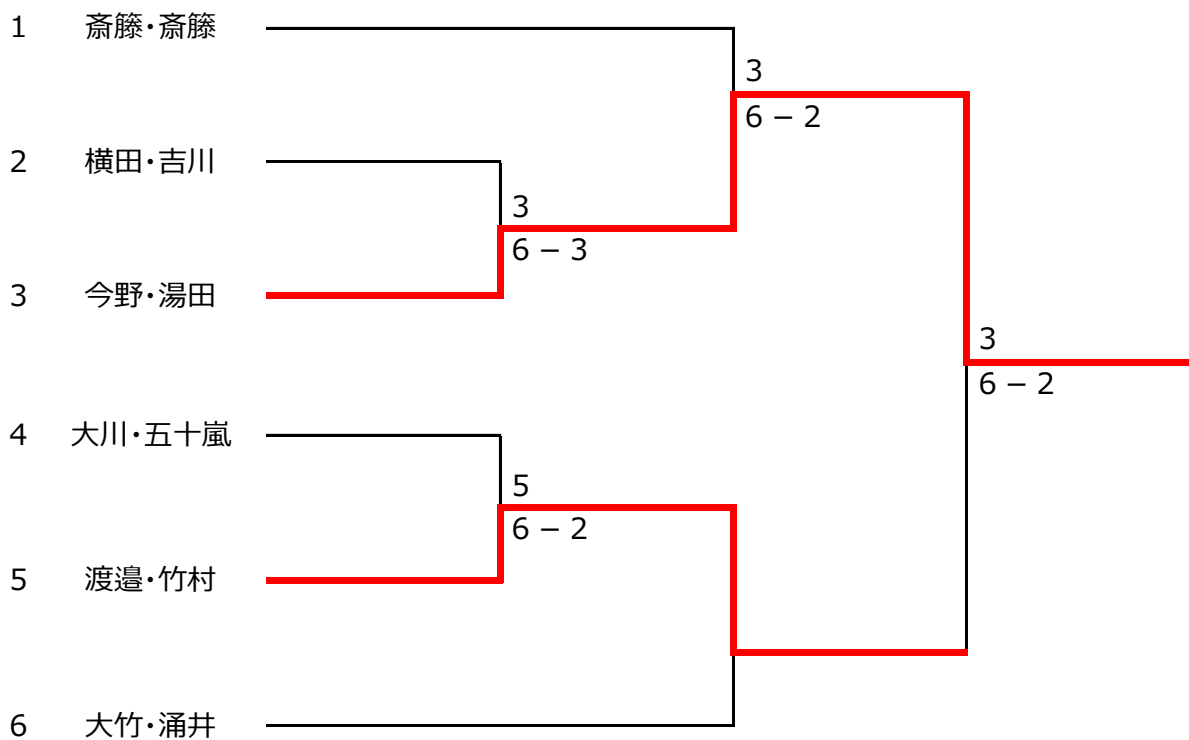 1 斎藤・斎藤
3
6 – 2
2 横田・吉川
3
6 – 3
3 今野・湯田
3
6 – 2
4 大川・五十嵐
5
6 – 2
5 渡邉・竹村
6 大竹・涌井